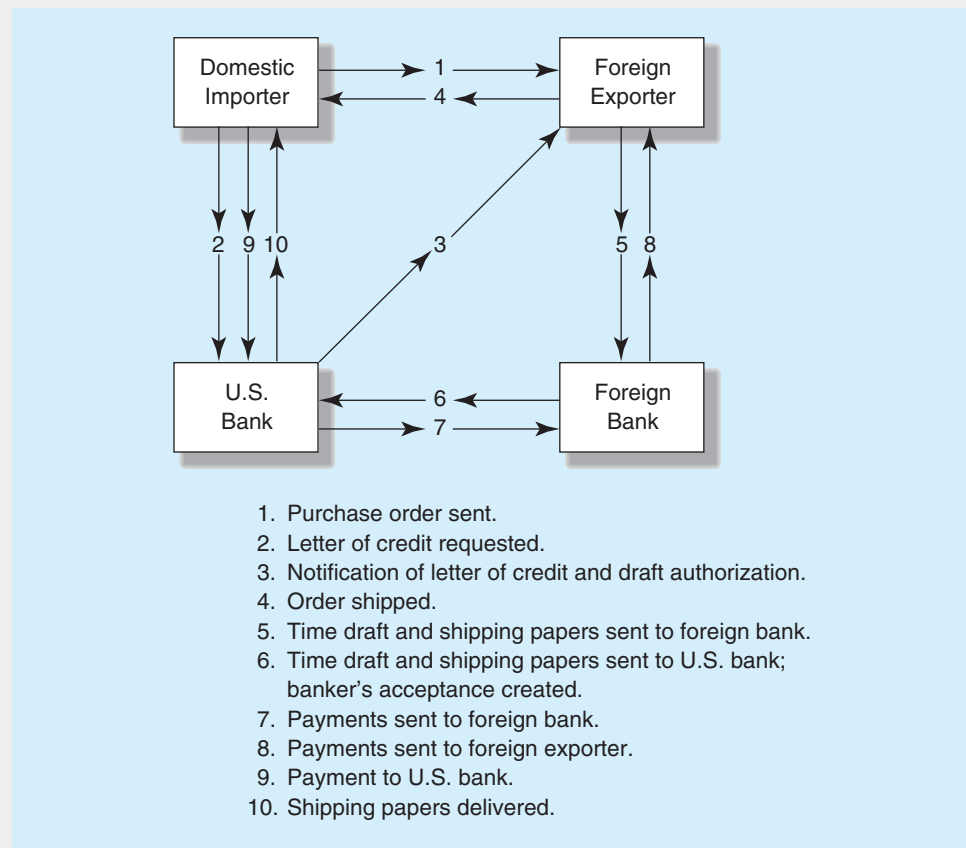 Domestic
Importer
1
4
Foreign
Exporter
2
9
10
3
5
8
U.S.
Bank
6
7
Foreign
Bank
1. Purchase order sent.
2. Letter of credit requested.
3. Notification of letter of credit and draft authorization.
4. Order shipped.
5. Time draft and shipping papers sent to foreign bank.
6. Time draft and shipping papers sent to U.S. bank;
banker's acceptance created.
7. Payments sent to foreign bank.
8. Payments sent to foreign exporter.
9. Payment to U.S. bank.
10. Shipping papers delivered.